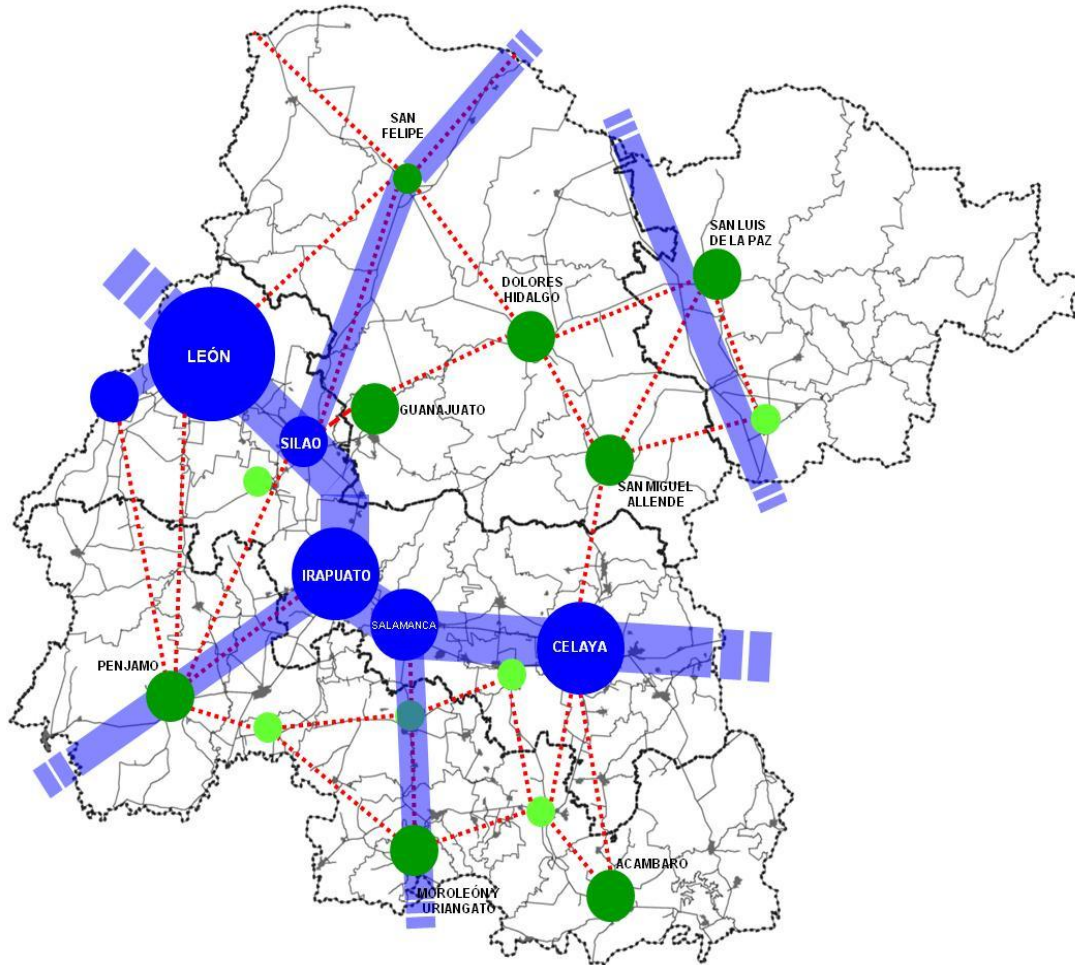 SAN
FELIPE
SAN LUIS
DE LA PAZ
DOLORES
HIDALGO
LEÓN
GUANAJUATO
SILAO
SAN MIGUEL
ALLENDE
IRAPUATO
SALAMANCA
CELAYA
PENJAMO
ACAMBARO
MOROLEÓN Y
URIANGATO